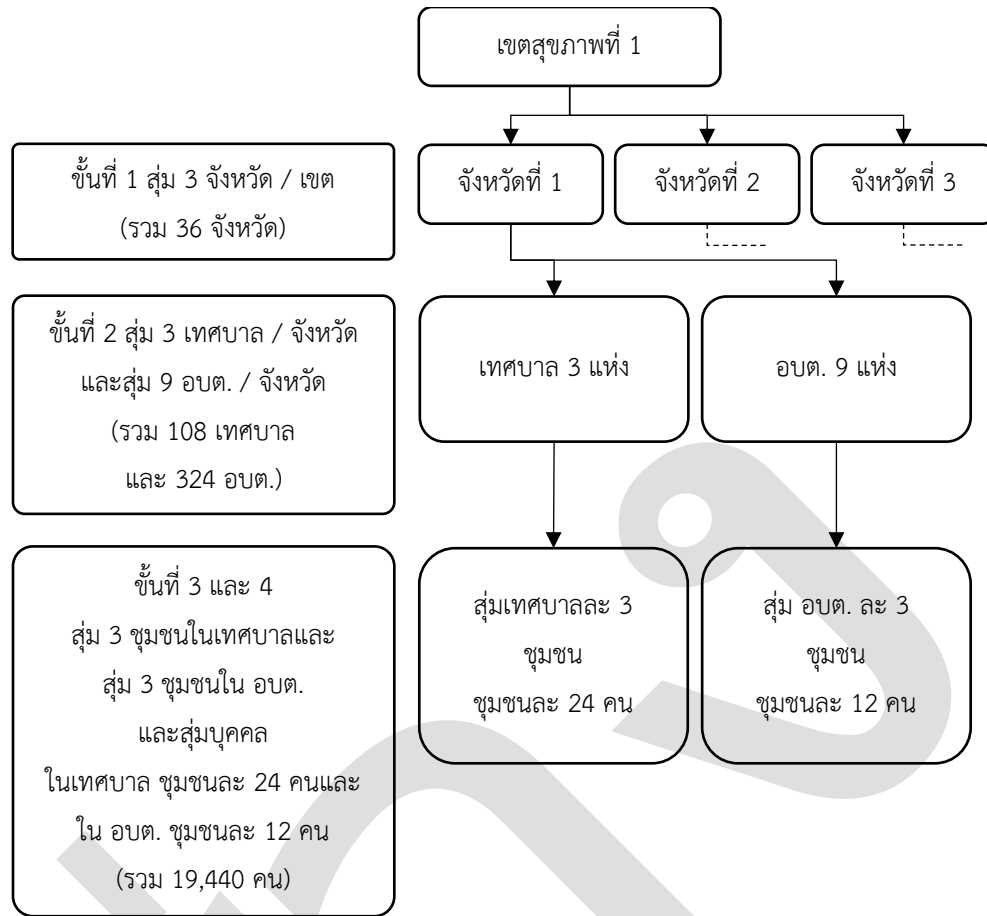 เขตสุขภาพที่ 1
ขั้นที่ 1 สุ่ม 3 จังหวัด / เขต
(รวม 36 จังหวัด)
จังหวัดที่ 1
จังหวัดที่ 2
จังหวัดที่ 3
ขั้นที่ 2 สุ่ม 3 เทศบาล / จังหวัด
และสุ่ม 9 อบต. / จังหวัด
(รวม 108 เทศบาล
และ 324 อบต.)
เทศบาล 3 แห่ง
อบต. 9 แห่ง
ขั้นที่ 3 และ 4
สุ่ม 3 ชุมชนในเทศบาลและ
สุ่ม 3 ชุมชนใน อบต.
และสุ่มบุคคล
ในเทศบาล ชุมชนละ 24 คนและ
ใน อบต. ชุมชนละ 12 คน
(รวม 19,440 คน)
สุ่มเทศบาลละ 3
ชุมชน
ชุมชนละ 24 คน
สุ่ม อบต. ละ 3
ชุมชน
ชุมชนละ 12 คน